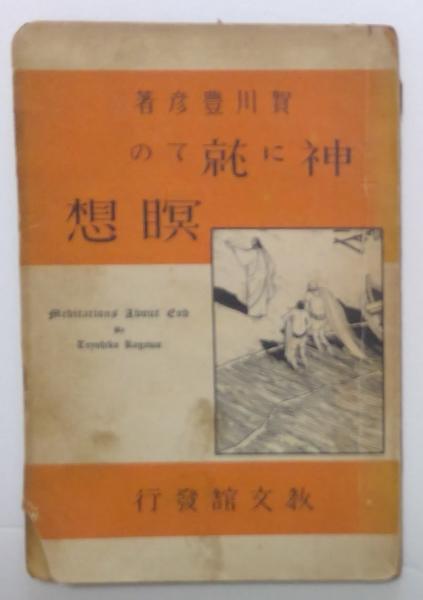 賀川豊彦著
神に就ての
瞑想
Meditations About God
By
Toyohiko Kagawa
教文館發行